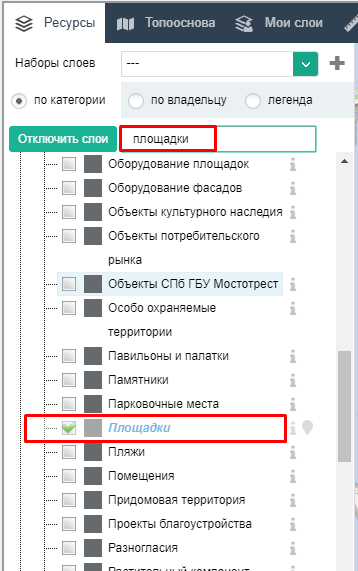 Ресурсы Топооснова Мои слои
Наборы слоев ---
по категории по владельцу легенда
Отключить слои площадки
Оборудование площадок
Оборудование фасадов
Объекты культурного наследия
Объекты потребительского
рынка
Объекты СПб ГБУ Мостотрест
Особо охраняемые
территории
Павильоны и палатки
Памятники
Парковочные места
Площадки
Пляжи
Помещения
Придомовая территория
Проекты благоустройства
Разногласия
Растительный компонент